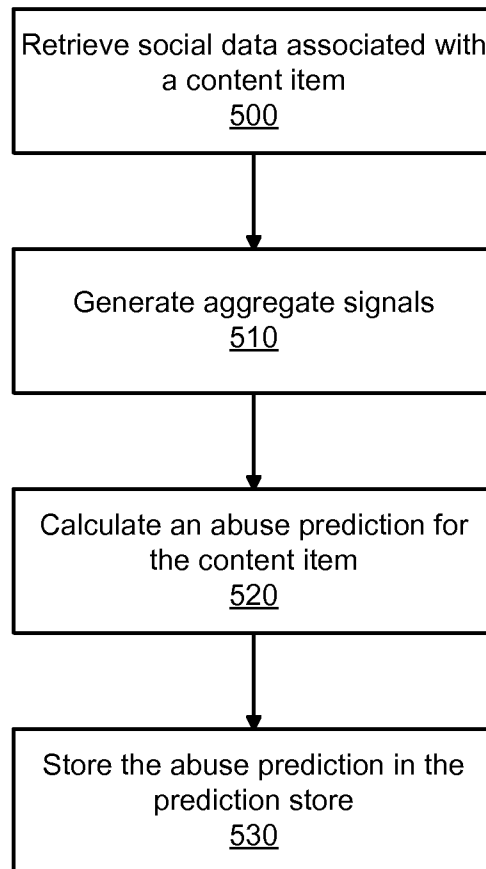 Retrieve social data associated with
a content item
500
Generate aggregate signals
510
Calculate an abuse prediction for
the content item
520
Store the abuse prediction in the
prediction store
530